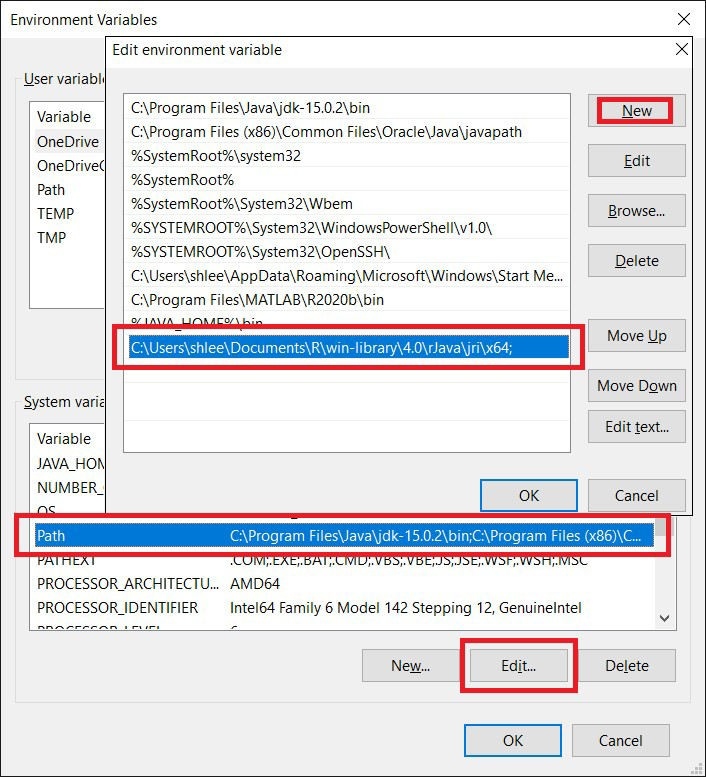 Environment Variables
Edit environment variable
User variable
Variable
OneDrive
OneDriveC
Path
TEMP
TMP
C:\Program Files\Java\jdk-15.0.2\bin
C:\Program Files (x86)\Common Files\Oracle\Java\javapath
%SystemRoot%\system32
%SystemRoot%
%SystemRoot%\System32\Wbem
%SYSTEMROOT%\System32\WindowsPowerShell\v1.0\
%SYSTEMROOT%\System32\OpenSSH\
C:\Users\shlee\AppData\Roaming\Microsoft\Windows\Start Me...
C:\Program Files\MATLAB\R2020b\bin
%JAVA_HOME%\bin
C:\Users\shlee\Documents\R\win-library\4.0\rJava\jri\x64;
New
Edit
Browse...
Delete
Move Up
Move Down
Edit text...
OK
Cancel
System varia
Variable
JAVA_HOM
NUMBER_
OS
Path C:\Program Files\Java\jdk-15.0.2\bin;C:\Program Files (x86)\C...
PATHEXT .COM;.EXE;.BAT;.CMD;.VBS;.VBE;.JS;.JSE;.WSF;.WSH;.MSC
PROCESSOR_ARCHITECTU... AMD64
PROCESSOR_IDENTIFIER Intel64 Family 6 Model 142 Stepping 12, GenuineIntel
PROCESSOR_LEVEL 6
New...
Edit...
Delete
OK
Cancel